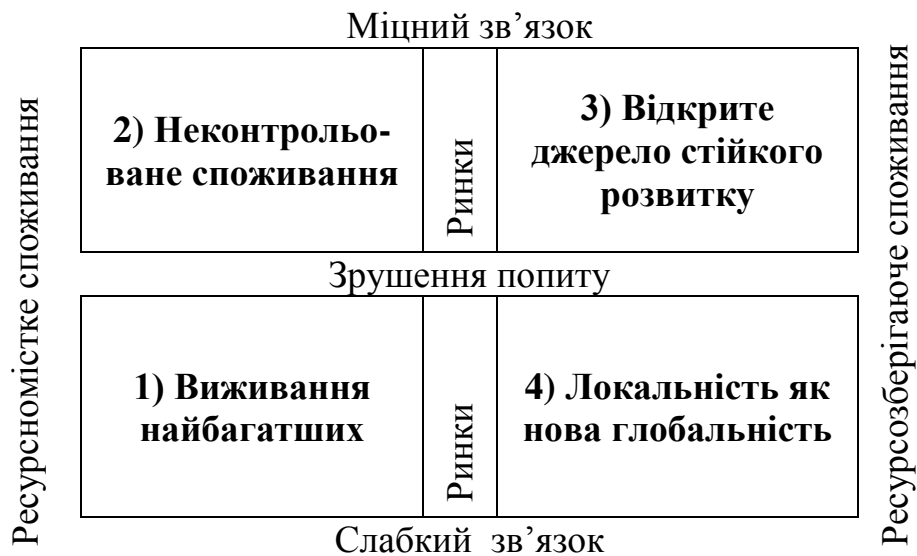 Міцний зв’язок
Ресурсномістке споживання
2) Неконтрольо-
ване споживання
Ринки
3) Відкрите
джерело стійкого
розвитку
Ресурсозберігаюче споживання
Зрушення попиту
1) Виживання
найбагатших
Ринки
4) Локальність як
нова глобальність
Слабкий зв’язок